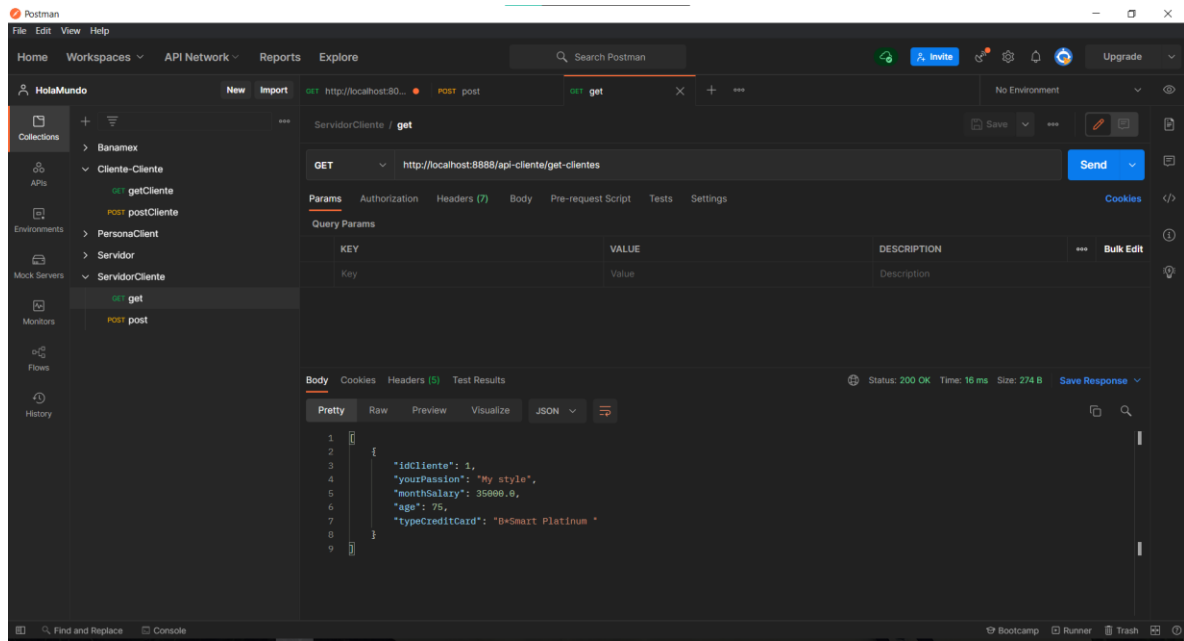 Postman
File Edit View Help
Home Workspaces API Network Reports Explore Search Postman Invite Upgrade
HolaMundo New Import GET http://localhost:80... POST post GET get No Environment
Collections
APIs
Environments
Mock Servers
Monitors
Flows
History
Banamex
Cliente-Cliente
GET getCliente
POST postCliente
PersonaClient
Servidor
ServidorCliente
GET get
POST post
ServidorCliente / get Save
GET http://localhost:8888/api-cliente/get-clientes Send
Params Authorization Headers (7) Body Pre-request Script Tests Settings Cookies
Query Params
KEY VALUE DESCRIPTION Bulk Edit
Key Value Description
Body Cookies Headers (5) Test Results Status: 200 OK Time: 16 ms Size: 274 B Save Response
Pretty Raw Preview Visualize JSON
1 [
2 {
3 "idCliente": 1,
4 "yourPassion": "My style",
5 "monthSalary": 35000.0,
6 "age": 75,
7 "typeCreditCard": "B*Smart Platinum "
8 }
9 ]
Find and Replace Console Bootcamp Runner Trash